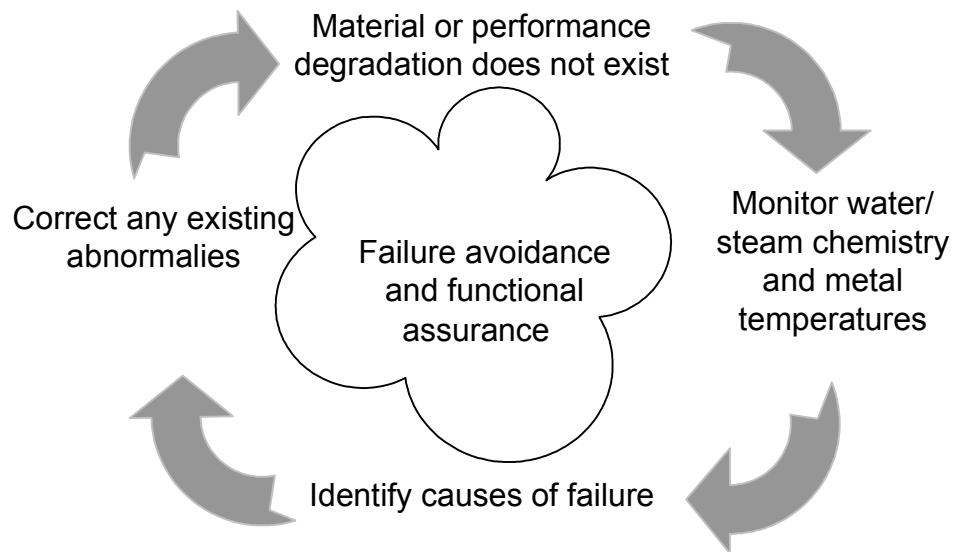 Material or performance
degradation does not exist
Monitor water/
steam chemistry
and metal
temperatures
Identify causes of failure
Correct any existing
abnormalies
Failure avoidance
and functional
assurance